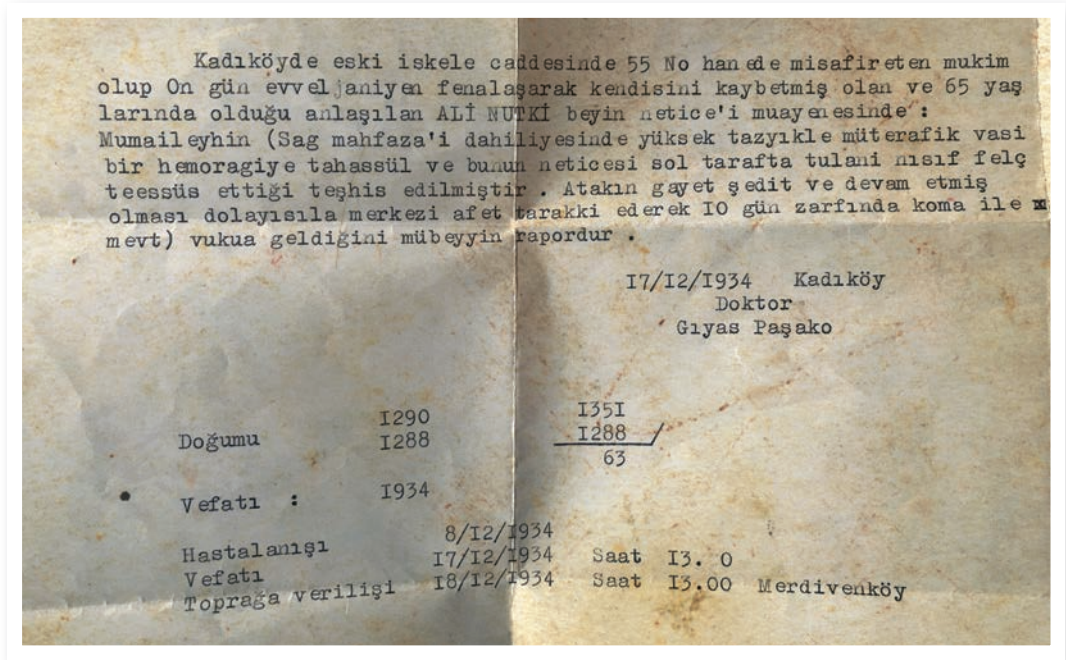 Kadıköyde eski iskele caddesinde 55 No hanede misafireten mukim
olup On gün evvel janiyen fenalaşarak kendisini kaybetmiş olan ve 65 yaş
larında olduğu anlaşılan ALİ NUTKİ beyin netice'i muayenesinde :
Mumaileyhin (Sag mahfaza'i dahiliyesinde yüksek tazyıkle müterafik vasi
bir hemoragiye tahassül ve bunun neticesi sol tarafta tulani nısıf felç
teessüs ettiği teşhis edilmiştir . Atakın gayet şedit ve devam etmiş
olması dolayısıla merkezi afet tarakki ederek IO gün zarfında koma ile
mevt) vukua geldiğini mübeyyin rapordur .
I7/I2/I934 Kadıköy
Doktor
Gıyas Paşako
I290 I35I
Doğumu I288 I288
63
Vefatı : I934
Hastalanışı 8/I2/I934
Vefatı I7/I2/I934 Saat I3. 0
Toprağa verilişi I8/I2/I934 Saat I3.00 Merdivenköy